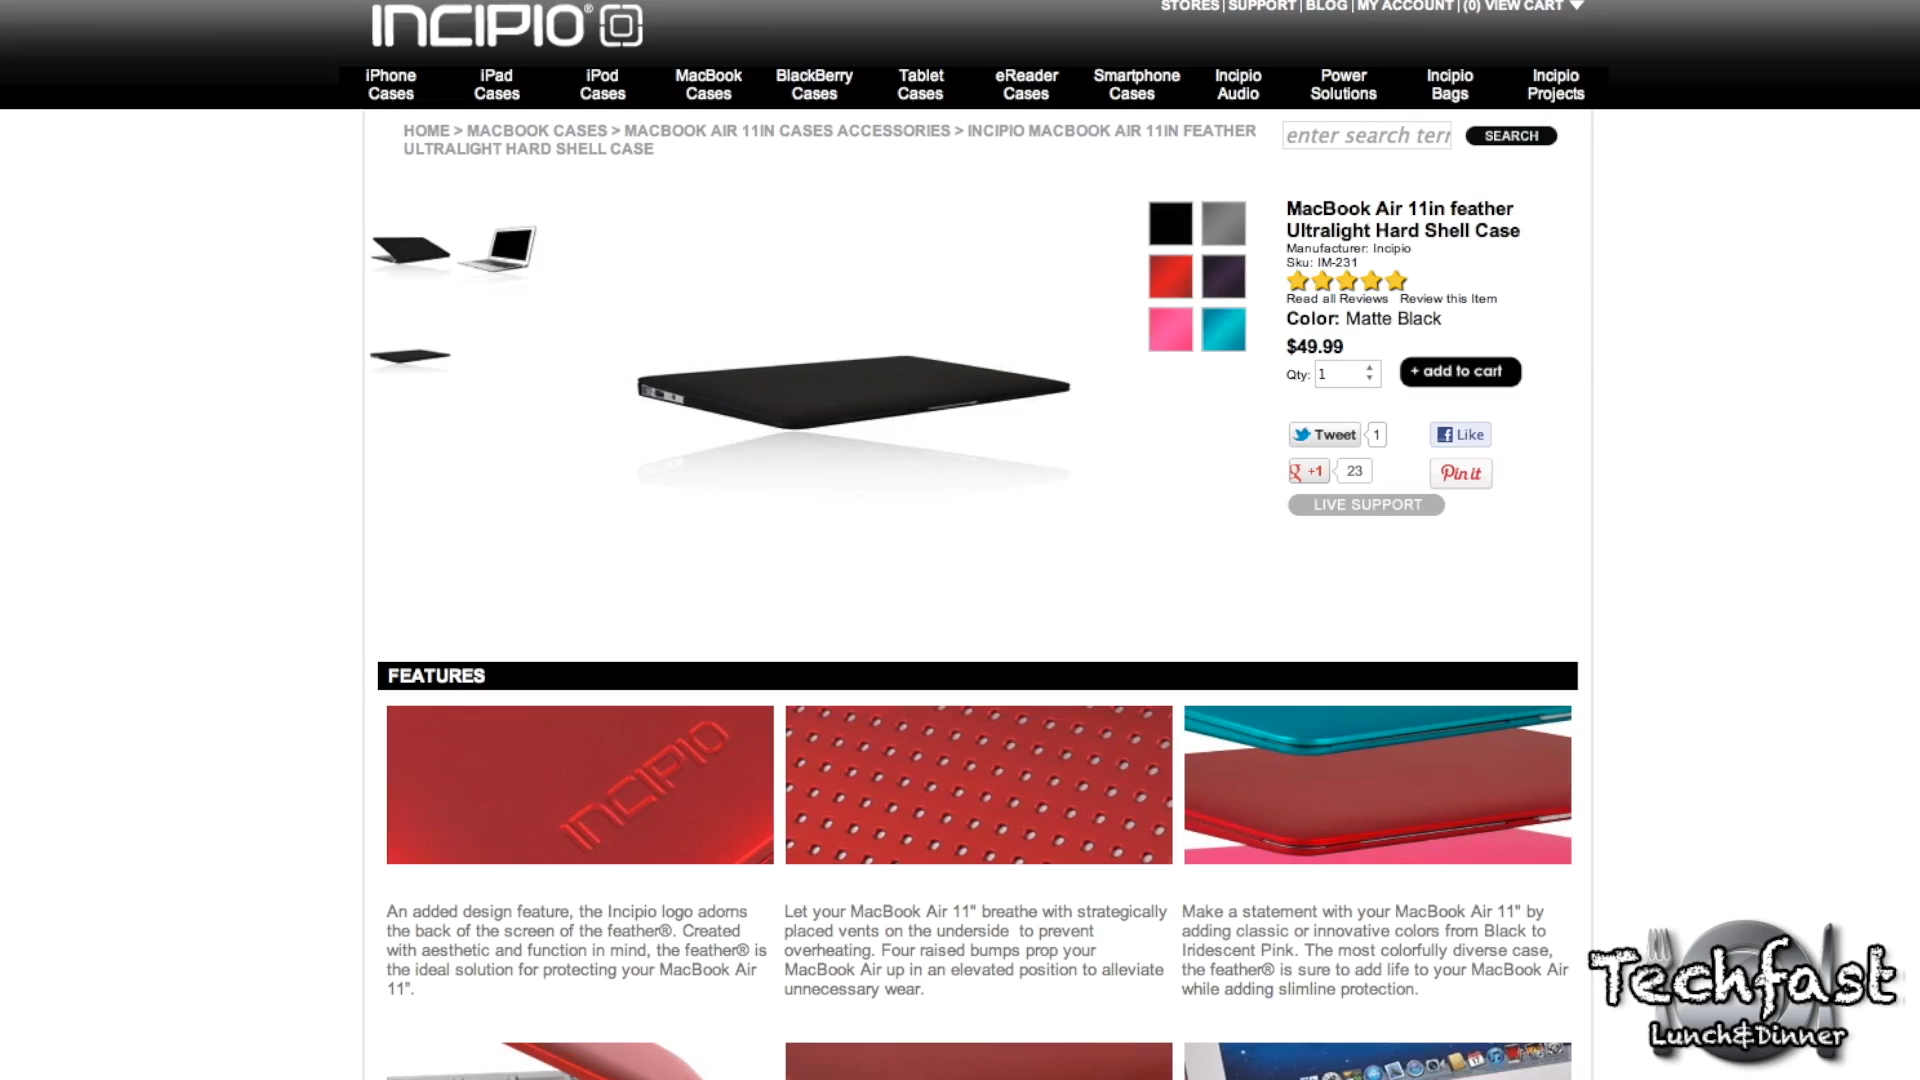 INCIPIO®
STORES | SUPPORT | BLOG | MY ACCOUNT | (0) VIEW CART
iPhone Cases
iPad Cases
iPod Cases
MacBook Cases
BlackBerry Cases
Tablet Cases
eReader Cases
Smartphone Cases
Incipio Audio
Power Solutions
Incipio Bags
Incipio Projects
HOME > MACBOOK CASES > MACBOOK AIR 11IN CASES ACCESSORIES > INCIPIO MACBOOK AIR 11IN FEATHER
ULTRALIGHT HARD SHELL CASE
enter search terr
SEARCH
MacBook Air 11in feather
Ultralight Hard Shell Case
Manufacturer: Incipio
Sku: IM-231
Read all Reviews Review this Item
Color: Matte Black
$49.99
Qty: 1
+ add to cart
Tweet 1
Like
+1 23
Pin it
LIVE SUPPORT
FEATURES
INCIPIO
An added design feature, the Incipio logo adorns
the back of the screen of the feather®. Created
with aesthetic and function in mind, the feather® is
the ideal solution for protecting your MacBook Air
11".
Let your MacBook Air 11" breathe with strategically
placed vents on the underside to prevent
overheating. Four raised bumps prop your
MacBook Air up in an elevated position to alleviate
unnecessary wear.
Make a statement with your MacBook Air 11" by
adding classic or innovative colors from Black to
Iridescent Pink. The most colorfully diverse case,
the feather® is sure to add life to your MacBook Air
while adding slimline protection.
Techfast
Lunch&Dinner